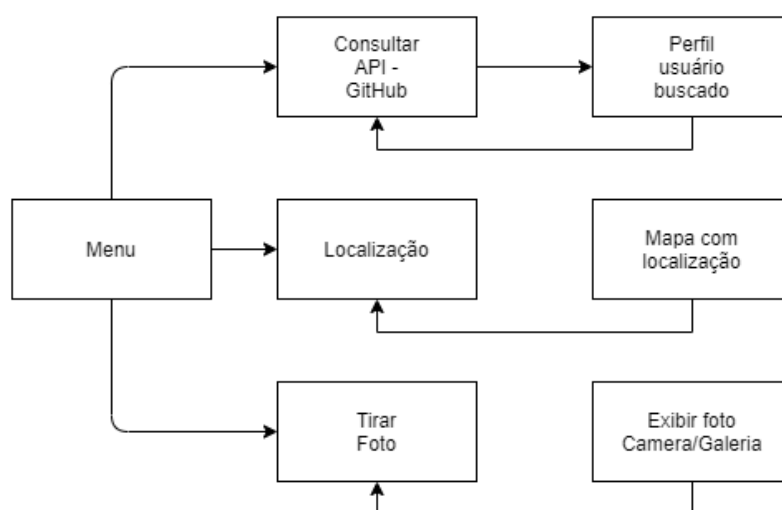 Consultar
API -
GitHub
Perfil
usuário
buscado
Menu
Localização
Mapa com
localização
Tirar
Foto
Exibir foto
Camera/Galeria